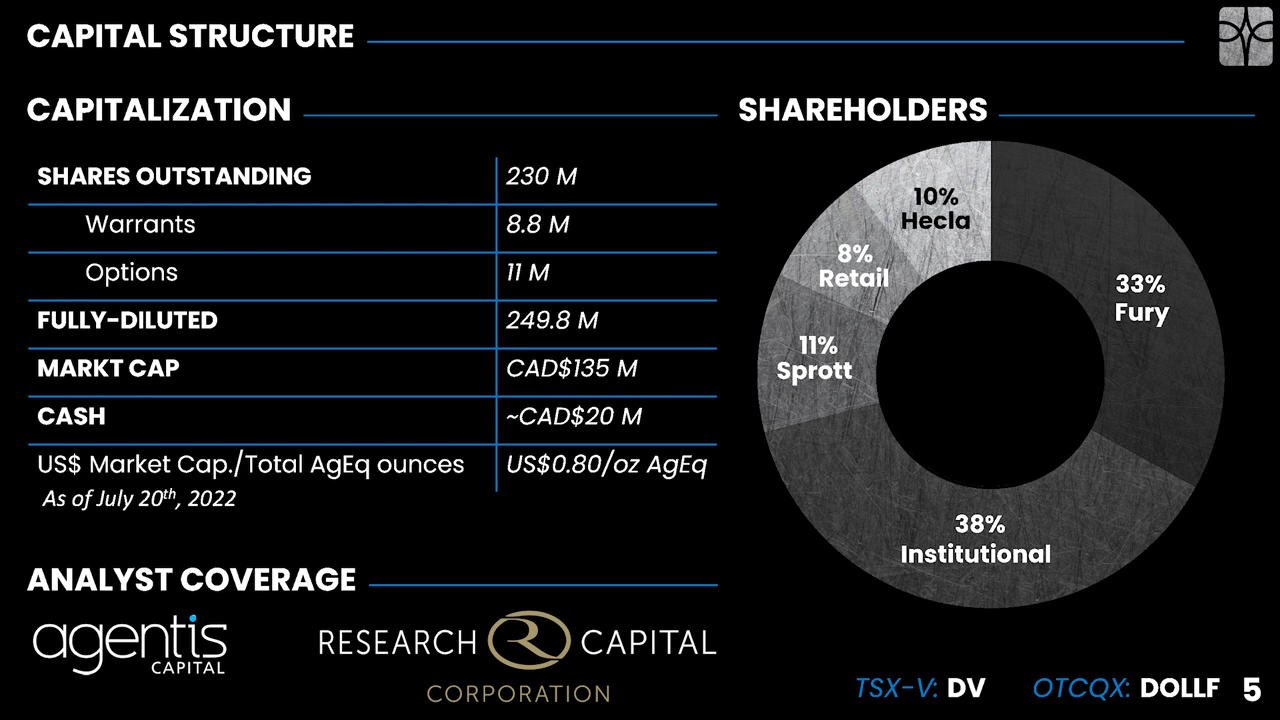 CAPITAL STRUCTURE
CAPITALIZATION
SHARES OUTSTANDING 230 M
Warrants 8.8 M
Options 11 M
FULLY-DILUTED 249.8 M
MARKT CAP CAD$135 M
CASH ~CAD$20 M
US$ Market Cap./Total AgEq ounces US$0.80/oz AgEq
As of July 20th, 2022
SHAREHOLDERS
10%
Hecla
8%
Retail
33%
Fury
11%
Sprott
38%
Institutional
ANALYST COVERAGE
agentis
CAPITAL
RESEARCH R CAPITAL
CORPORATION
TSX-V: DV OTCQX: DOLLF 5